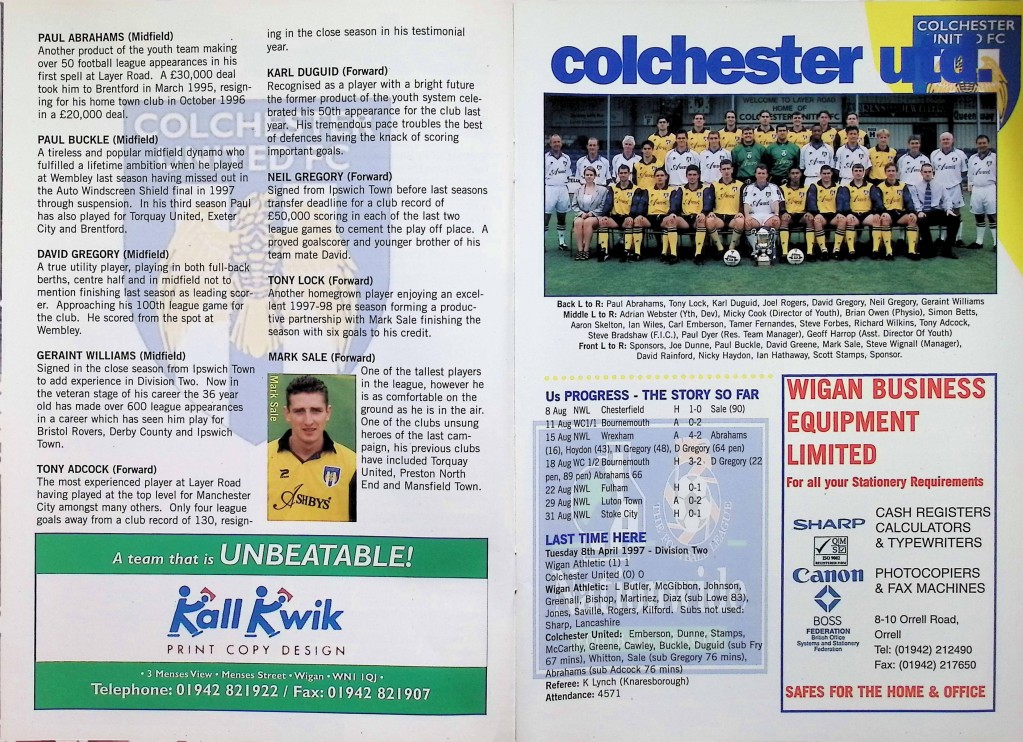 PAUL ABRAHAMS (Midfield)
Another product of the youth team making
over 50 football league appearances in his
first spell at Layer Road. A £30,000 deal
took him to Brentford in March 1995, resign-
ing for his home town club in October 1996
in a £20,000 deal.
PAUL BUCKLE (Midfield)
A tireless and popular midfield dynamo who
fulfilled a lifetime ambition when he played
at Wembley last season having missed out in
the Auto Windscreen Shield final in 1997
through suspension. In his third season Paul
has also played for Torquay United, Exeter
City and Brentford.
DAVID GREGORY (Midfield)
A true utility player, playing in both full-back
berths, centre half and in midfield not to
mention finishing last season as leading scor-
er. Approaching his 100th league game for
the club. He scored from the spot at
Wembley.
GERAINT WILLIAMS (Midfield)
Signed in the close season from Ipswich Town
to add experience in Division Two. Now in
the veteran stage of his career the 36 year
old has made over 600 league appearances
in a career which has seen him play for
Bristol Rovers, Derby County and Ipswich
Town.
TONY ADCOCK (Forward)
The most experienced player at Layer Road
having played at the top level for Manchester
City amongst many others. Only four league
goals away from a club record of 130, resign-
ing in the close season in his testimonial
year.
KARL DUGUID (Forward)
Recognised as a player with a bright future
the former product of the youth system cele-
brated his 50th appearance for the club last
year. His tremendous pace troubles the best
of defences having the knack of scoring
important goals.
NEIL GREGORY (Forward)
Signed from Ipswich Town before last seasons
transfer deadline for a club record of
£50,000 scoring in each of the last two
league games to cement the play off place. A
proved goalscorer and younger brother of his
team mate David.
TONY LOCK (Forward)
Another homegrown player enjoying an excel-
lent 1997-98 pre season forming a produc-
tive partnership with Mark Sale finishing the
season with six goals to his credit.
MARK SALE (Forward)
One of the tallest players
in the league, however he
is as comfortable on the
ground as he is in the air.
One of the clubs unsung
heroes of the last cam-
paign, his previous clubs
have included Torquay
United, Preston North
End and Mansfield Town.
Mark Sale
ASHBYS'
COLCHESTER
UNITED FC
A team that is UNBEATABLE!
Kall Kwik
PRINT COPY DESIGN
• 3 Menses View • Menses Street • Wigan • WN1 1QJ •
Telephone: 01942 821922 / Fax: 01942 821907
COLCHESTER
UNITED FC
colchester utd.
WELCOME TO LAYER ROAD
HOME OF
Back L to R: Paul Abrahams, Tony Lock, Karl Duguid, Joel Rogers, David Gregory, Neil Gregory, Geraint Williams
Middle L to R: Adrian Webster (Yth, Dev), Micky Cook (Director of Youth), Brian Owen (Physio), Simon Betts,
Aaron Skelton, Ian Wiles, Carl Emberson, Tamer Fernandes, Steve Forbes, Richard Wilkins, Tony Adcock,
Steve Bradshaw (F.I.C.), Paul Dyer (Res. Team Manager), Geoff Harrop (Asst. Director Of Youth)
Front L to R: Sponsors, Joe Dunne, Paul Buckle, David Greene, Mark Sale, Steve Wignall (Manager),
David Rainford, Nicky Haydon, Ian Hathaway, Scott Stamps, Sponsor.
Us PROGRESS - THE STORY SO FAR
8 Aug NWL Chesterfield H 1-0 Sale (90)
11 Aug WC1/1 Bournemouth A 0-2
15 Aug NWL Wrexham A 4-2 Abrahams
(16), Hoydon (43), N Gregory (48), D Gregory (64 pen)
18 Aug WC 1/2 Bournemouth H 3-2 D Gregory (22
pen, 89 pen) Abrahams 66
22 Aug NWL Fulham H 0-1
29 Aug NWL Luton Town A 0-2
31 Aug NWL Stoke City H 0-1
LAST TIME HERE
Tuesday 8th April 1997 - Division Two
Wigan Athletic (1) 1
Colchester United (0) 0
Wigan Athletic: L Butler, McGibbon, Johnson,
Greenall, Bishop, Martinez, Diaz (sub Lowe 83),
Jones, Saville, Rogers, Kilford. Subs not used:
Sharp, Lancashire
Colchester United: Emberson, Dunne, Stamps,
McCarthy, Greene, Cawley, Buckle, Duguid (sub Fry
67 mins), Whitton, Sale (sub Gregory 76 mins),
Abrahams (sub Adcock 76 mins)
Referee: K Lynch (Knaresborough)
Attendance: 4571
WIGAN BUSINESS
EQUIPMENT
LIMITED
For all your Stationery Requirements
SHARP
CASH REGISTERS
CALCULATORS
& TYPEWRITERS
Canon
PHOTOCOPIERS
& FAX MACHINES
BOSS
FEDERATION
British Office
Systems and Stationery
Federation
8-10 Orrell Road,
Orrell
Tel: (01942) 212490
Fax: (01942) 217650
SAFES FOR THE HOME & OFFICE